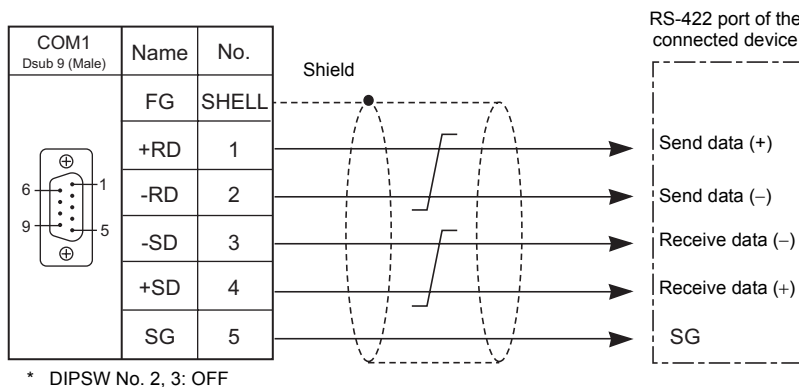 RS-422 port of the
connected device
COM1
Dsub 9 (Male)
Name No.
Shield
FG SHELL
+RD 1 Send data (+)
6 1
-RD 2 Send data (−)
9 5
-SD 3 Receive data (−)
+SD 4 Receive data (+)
SG 5 SG
* DIPSW No. 2, 3: OFF